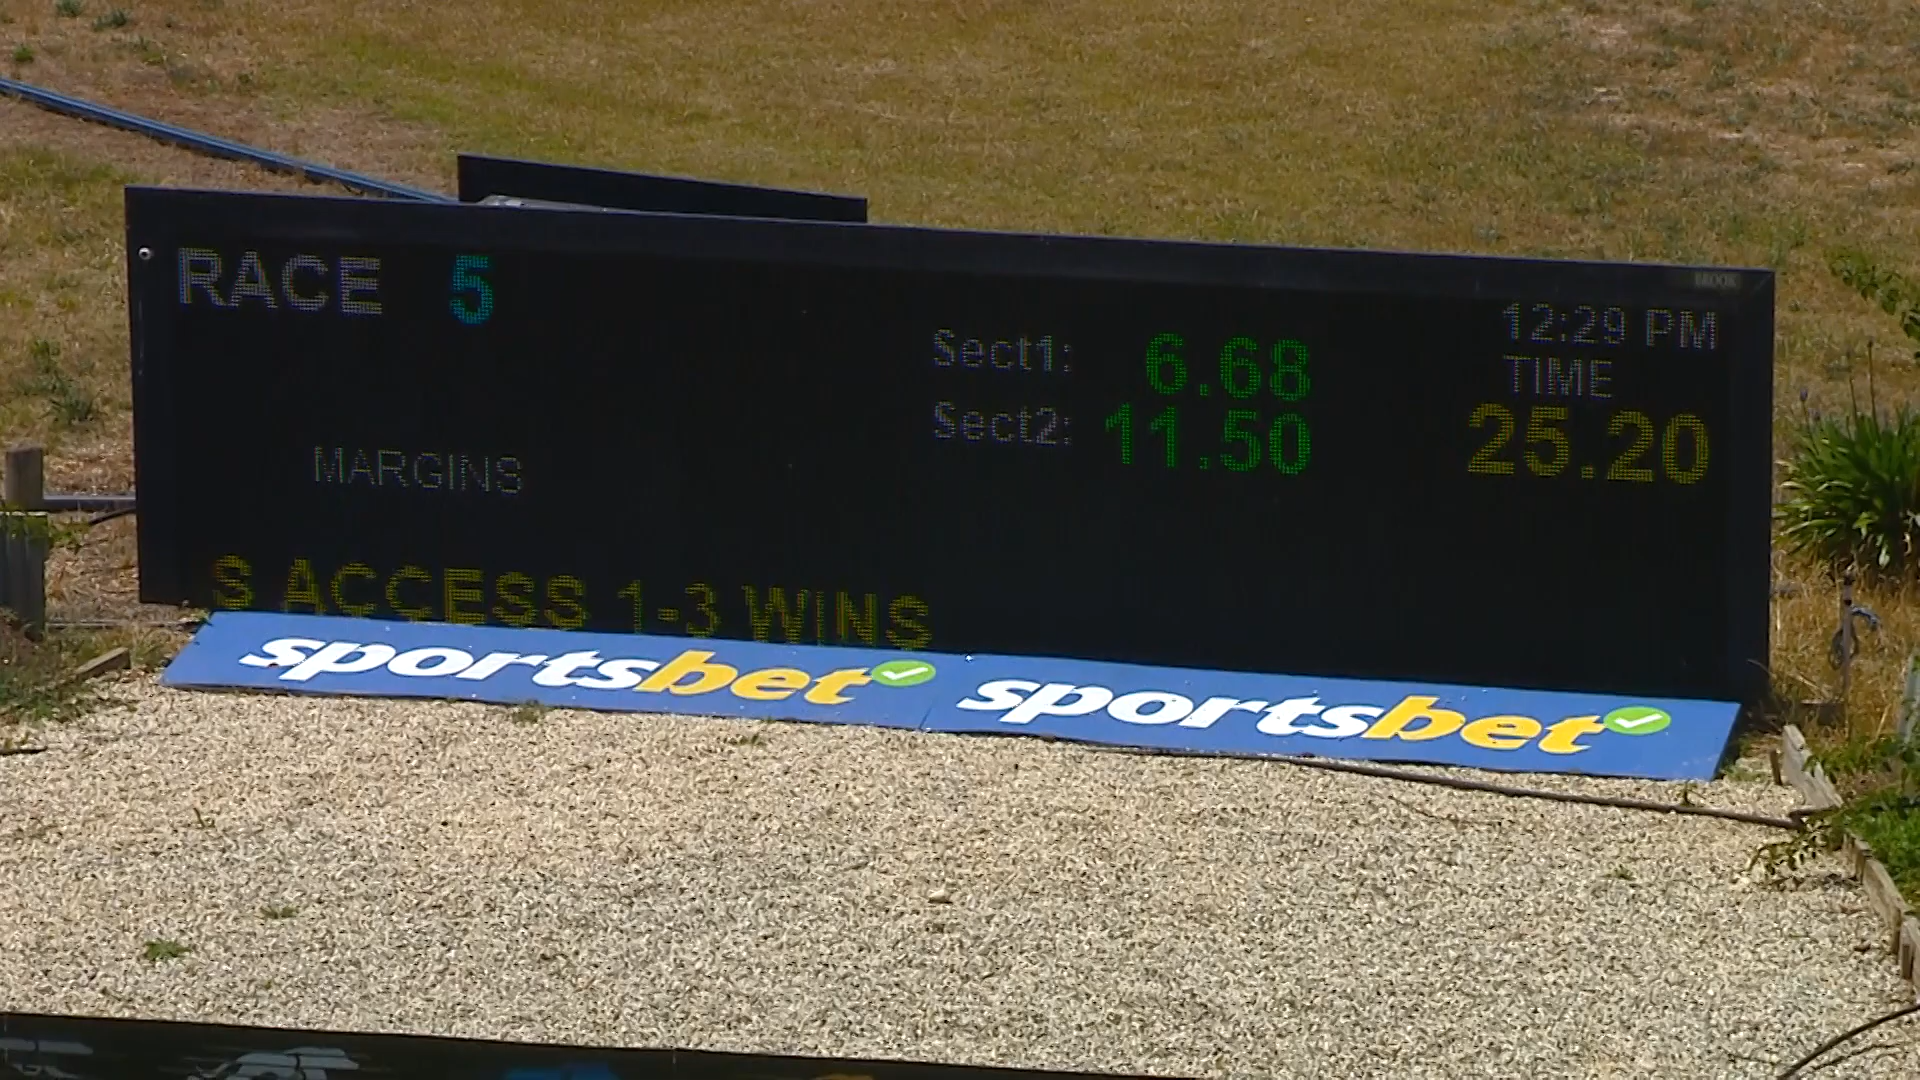 BROOK
RACE 5
12:29 PM
Sect1: 6.68
TIME
Sect2: 11.50
25.20
MARGINS
S ACCESS 1-3 WINS
sportsbet
sportsbet